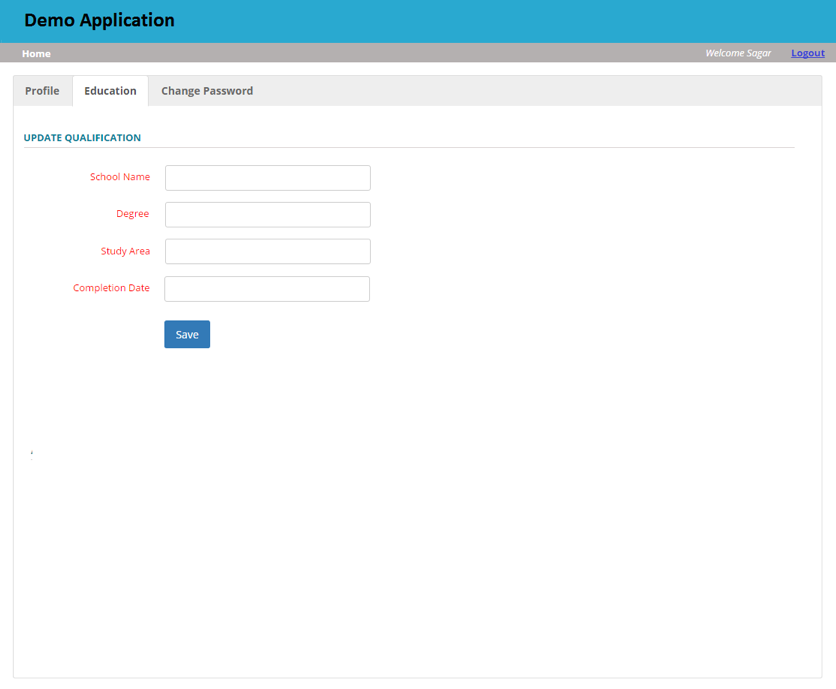 Demo Application
Home Welcome Sagar Logout
Profile Education Change Password
UPDATE QUALIFICATION
School Name
Degree
Study Area
Completion Date
Save